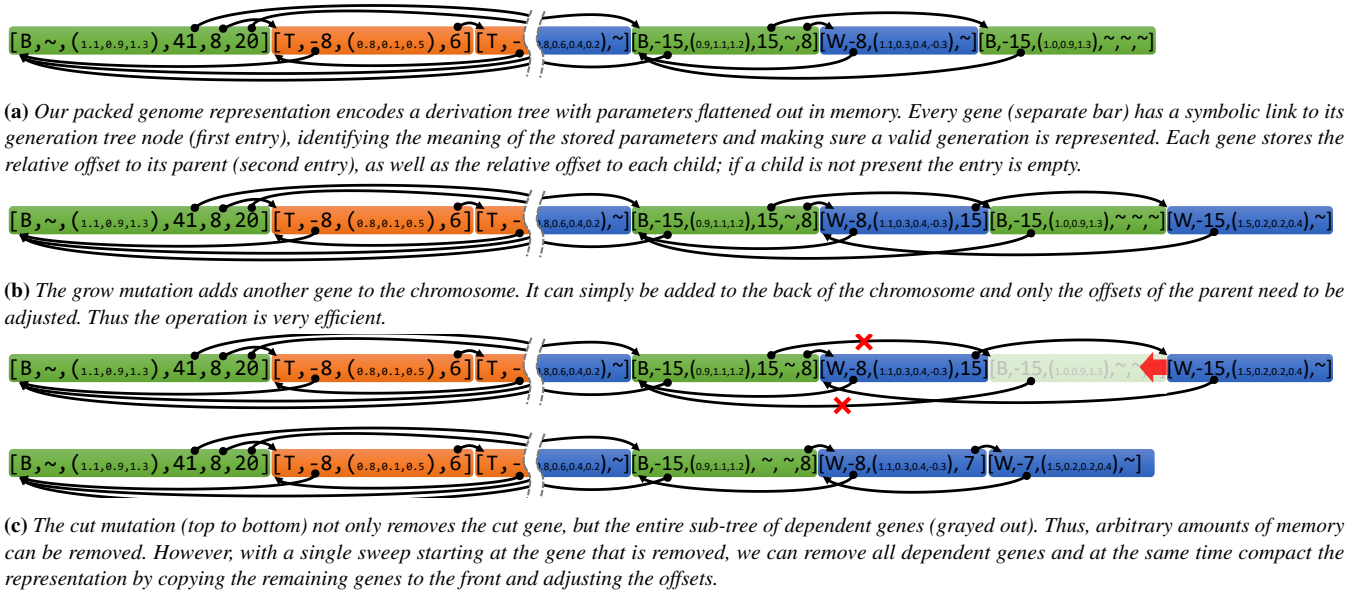 [B,~,(1.1,0.9,1.3),41,8,20][T,-8,(0.8,0.1,0.5),6][T,- 0.8,0.6,0.4,0.2),~][B,-15,(0.9,1.1,1.2),15,~,8][W,-8,(1.1,0.3,0.4,-0.3),~][B,-15,(1.0,0.9,1.3),~,~,~]
(a) Our packed genome representation encodes a derivation tree with parameters flattened out in memory. Every gene (separate bar) has a symbolic link to its
generation tree node (first entry), identifying the meaning of the stored parameters and making sure a valid generation is represented. Each gene stores the
relative offset to its parent (second entry), as well as the relative offset to each child; if a child is not present the entry is empty.
[B,~,(1.1,0.9,1.3),41,8,20][T,-8,(0.8,0.1,0.5),6][T,- 0.8,0.6,0.4,0.2),~][B,-15,(0.9,1.1,1.2),15,~,8][W,-8,(1.1,0.3,0.4,-0.3),15][B,-15,(1.0,0.9,1.3),~,~,~][W,-15,(1.5,0.2,0.2,0.4),~]
(b) The grow mutation adds another gene to the chromosome. It can simply be added to the back of the chromosome and only the offsets of the parent need to be
adjusted. Thus the operation is very efficient.
[B,~,(1.1,0.9,1.3),41,8,20][T,-8,(0.8,0.1,0.5),6][T,- 0.8,0.6,0.4,0.2),~][B,-15,(0.9,1.1,1.2),15,~,8][W,-8,(1.1,0.3,0.4,-0.3),15][B,-15,(1.0,0.9,1.3),~,~, [W,-15,(1.5,0.2,0.2,0.4),~]
[B,~,(1.1,0.9,1.3),41,8,20][T,-8,(0.8,0.1,0.5),6][T,- 0.8,0.6,0.4,0.2),~][B,-15,(0.9,1.1,1.2), ~, ~,8][W,-8,(1.1,0.3,0.4,-0.3), 7 ][W,-7,(1.5,0.2,0.2,0.4),~]
(c) The cut mutation (top to bottom) not only removes the cut gene, but the entire sub-tree of dependent genes (grayed out). Thus, arbitrary amounts of memory
can be removed. However, with a single sweep starting at the gene that is removed, we can remove all dependent genes and at the same time compact the
representation by copying the remaining genes to the front and adjusting the offsets.